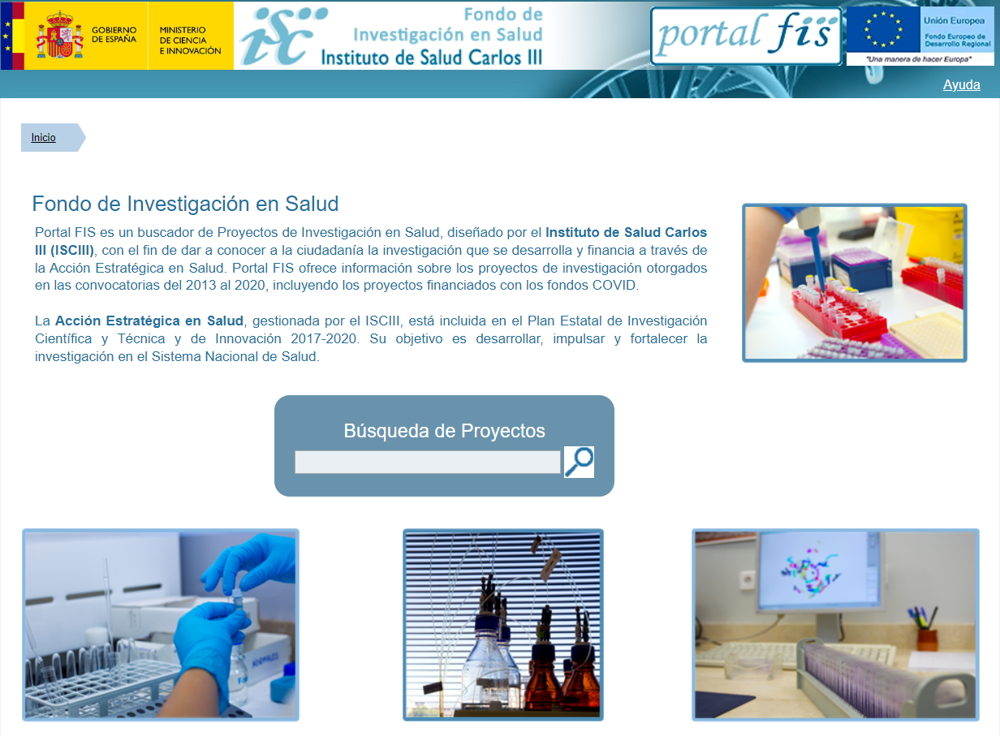 GOBIERNO
DE ESPAÑA
MINISTERIO
DE CIENCIA
E INNOVACIÓN
isc
Fondo de
Investigación en Salud
Instituto de Salud Carlos III
portal fis
Unión Europea
Fondo Europeo de
Desarrollo Regional
"Una manera de hacer Europa"
Ayuda
Inicio
Fondo de Investigación en Salud
Portal FIS es un buscador de Proyectos de Investigación en Salud, diseñado por el Instituto de Salud Carlos
III (ISCIII), con el fin de dar a conocer a la ciudadanía la investigación que se desarrolla y financia a través de
la Acción Estratégica en Salud. Portal FIS ofrece información sobre los proyectos de investigación otorgados
en las convocatorias del 2013 al 2020, incluyendo los proyectos financiados con los fondos COVID.
La Acción Estratégica en Salud, gestionada por el ISCIII, está incluida en el Plan Estatal de Investigación
Científica y Técnica y de Innovación 2017-2020. Su objetivo es desarrollar, impulsar y fortalecer la
investigación en el Sistema Nacional de Salud.
Búsqueda de Proyectos
NORMALES